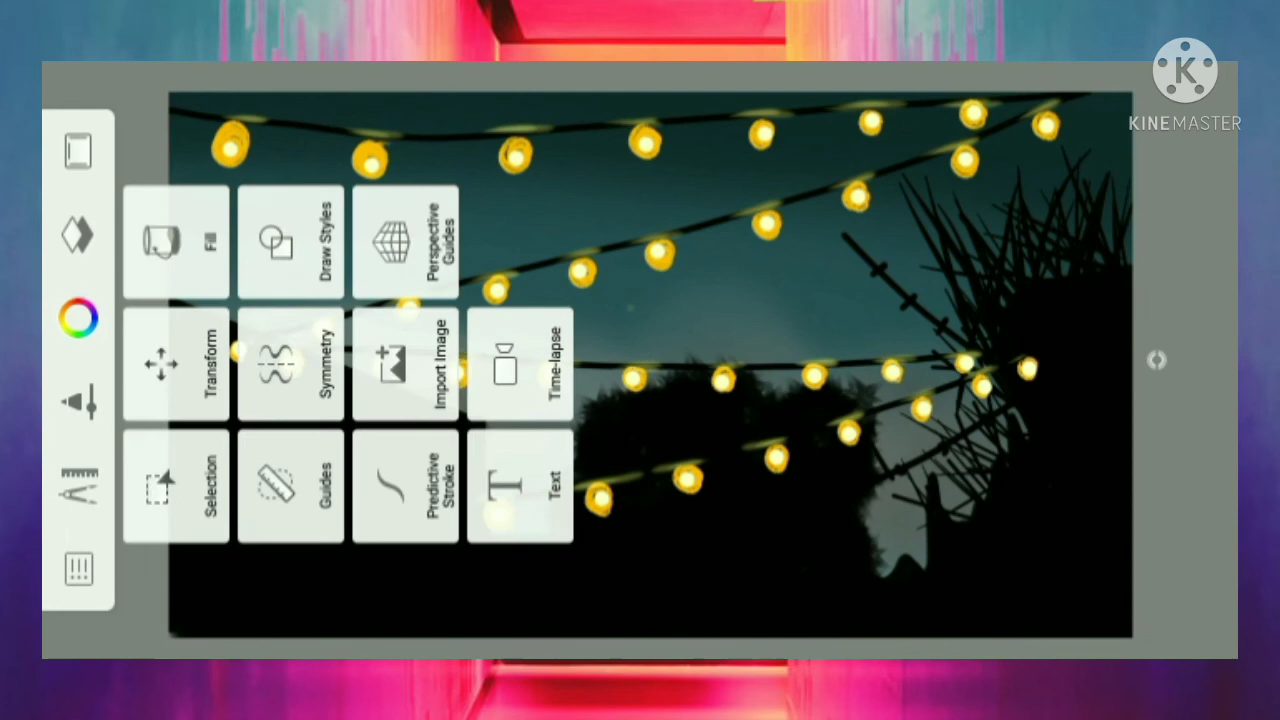 Selection
Transform
Fill
Guides
Symmetry
Draw Styles
Predictive
Stroke
Import Image
Perspective
Guides
Text
Time-lapse
KINEMASTER